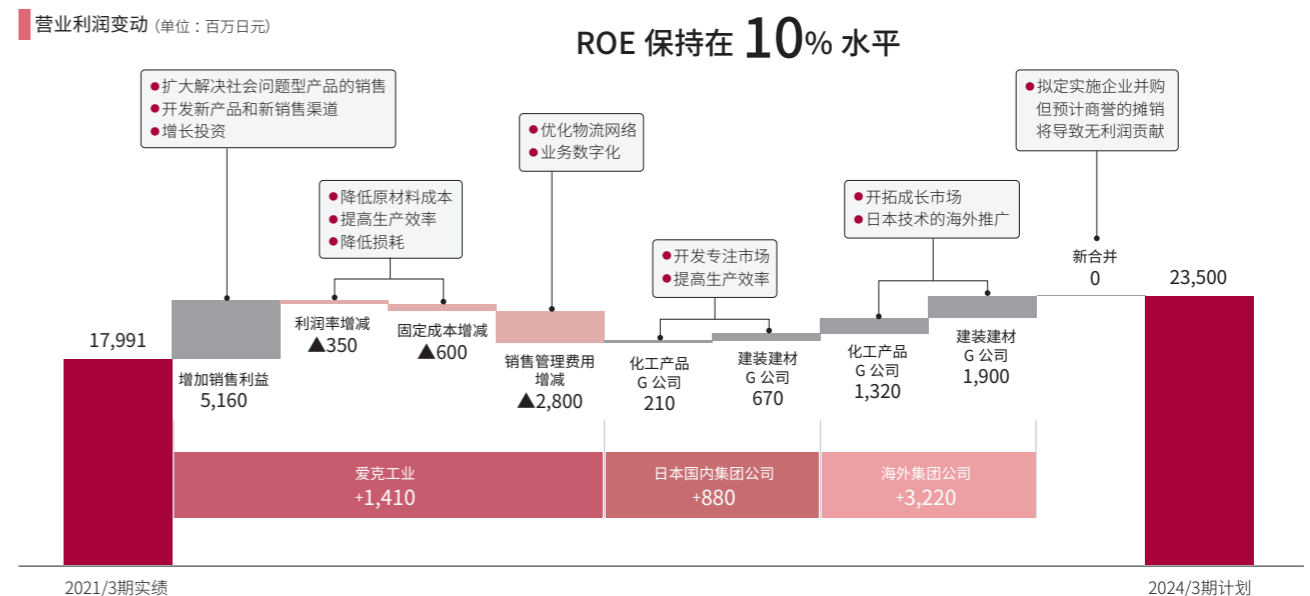 营业利润变动（单位：百万日元）
ROE 保持在 10% 水平
●扩大解决社会问题型产品的销售
●开发新产品和新销售渠道
●增长投资
●降低原材料成本
●提高生产效率
●降低损耗
●优化物流网络
●业务数字化
●开发专注市场
●提高生产效率
●开拓成长市场
●日本技术的海外推广
●拟定实施企业并购
但预计商誉的摊销
将导致无利润贡献
17,991
增加销售利益
5,160
利润率增减
▲350
固定成本增减
▲600
销售管理费用
增减
▲2,800
化工产品
G 公司
210
建装建材
G 公司
670
化工产品
G 公司
1,320
建装建材
G 公司
1,900
新合并
0
23,500
爱克工业
+1,410
日本国内集团公司
+880
海外集团公司
+3,220
2021/3期实绩
2024/3期计划